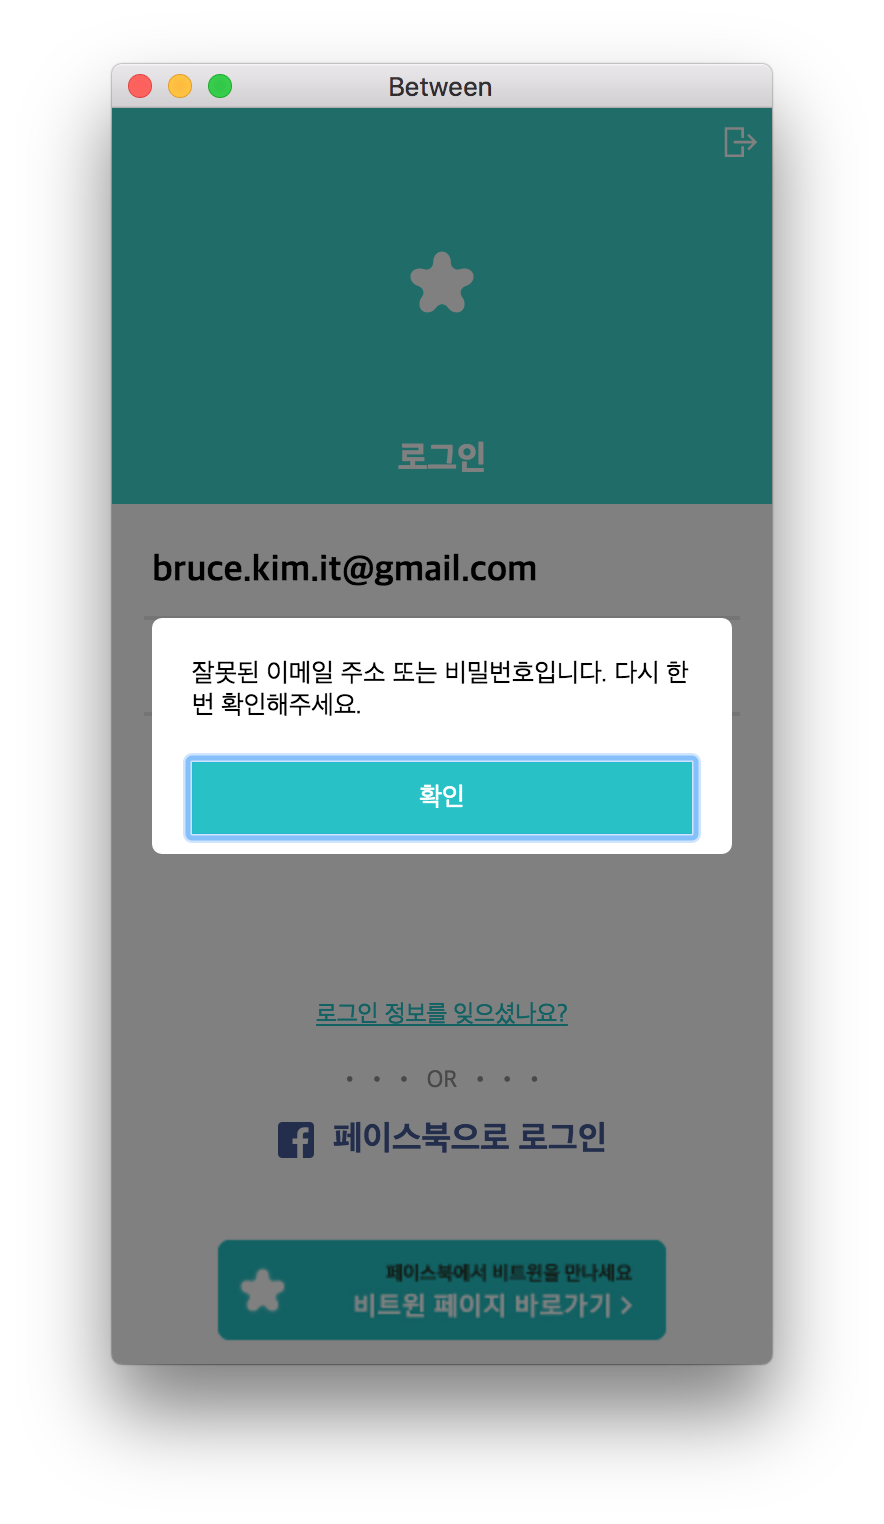 Between
로그인
bruce.kim.it@gmail.com
잘못된 이메일 주소 또는 비밀번호입니다. 다시 한
번 확인해주세요.
확인
로그인 정보를 잊으셨나요?
• • • OR • • •
페이스북으로 로그인
페이스북에서 비트윈을 만나세요
비트윈 페이지 바로가기 >